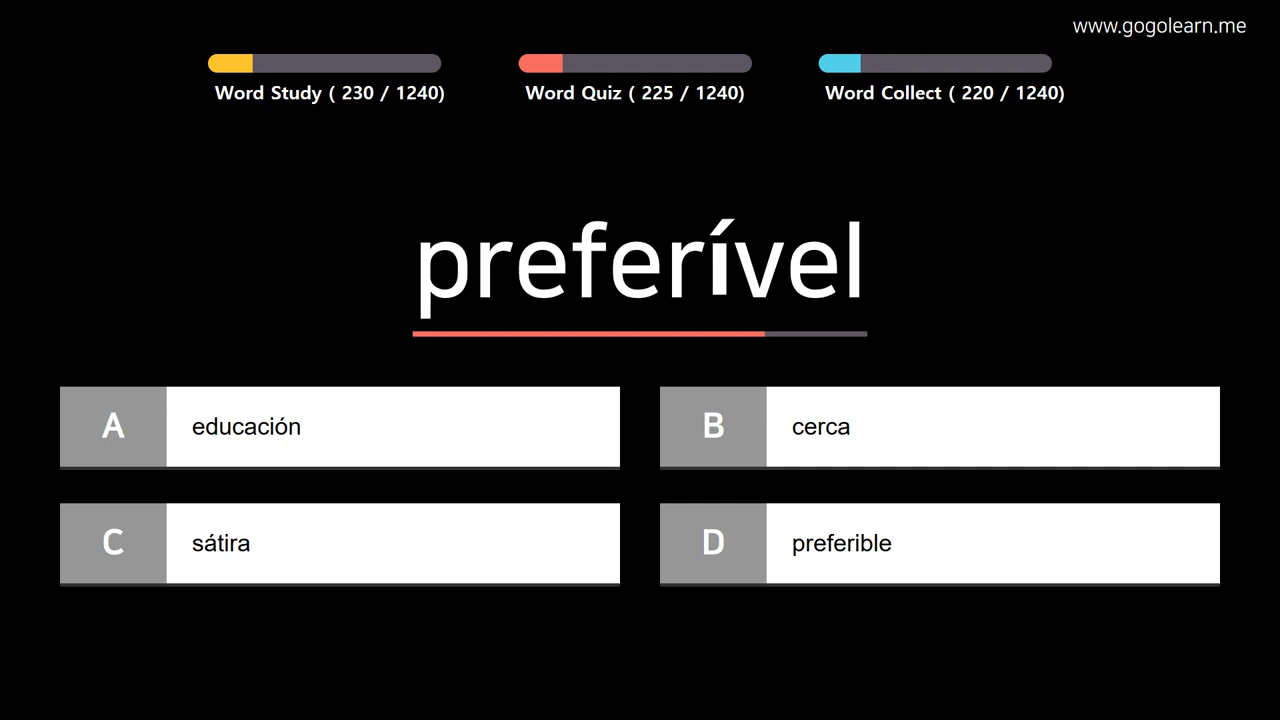 www.gogolearn.me
Word Study ( 230 / 1240)
Word Quiz ( 225 / 1240)
Word Collect ( 220 / 1240)
preferível
A educación
B cerca
C sátira
D preferible